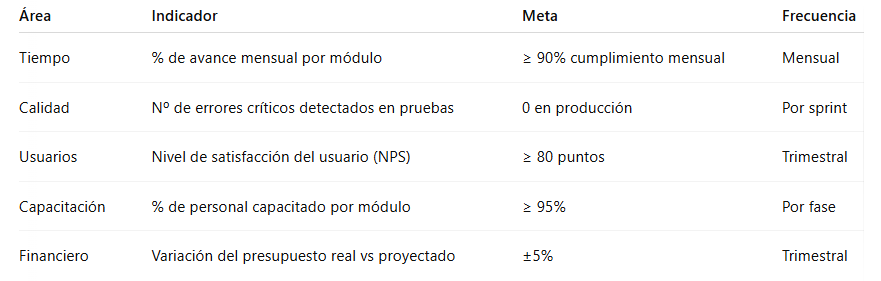 Área Indicador Meta Frecuencia
Tiempo % de avance mensual por módulo ≥ 90% cumplimiento mensual Mensual
Calidad Nº de errores críticos detectados en pruebas 0 en producción Por sprint
Usuarios Nivel de satisfacción del usuario (NPS) ≥ 80 puntos Trimestral
Capacitación % de personal capacitado por módulo ≥ 95% Por fase
Financiero Variación del presupuesto real vs proyectado ±5% Trimestral